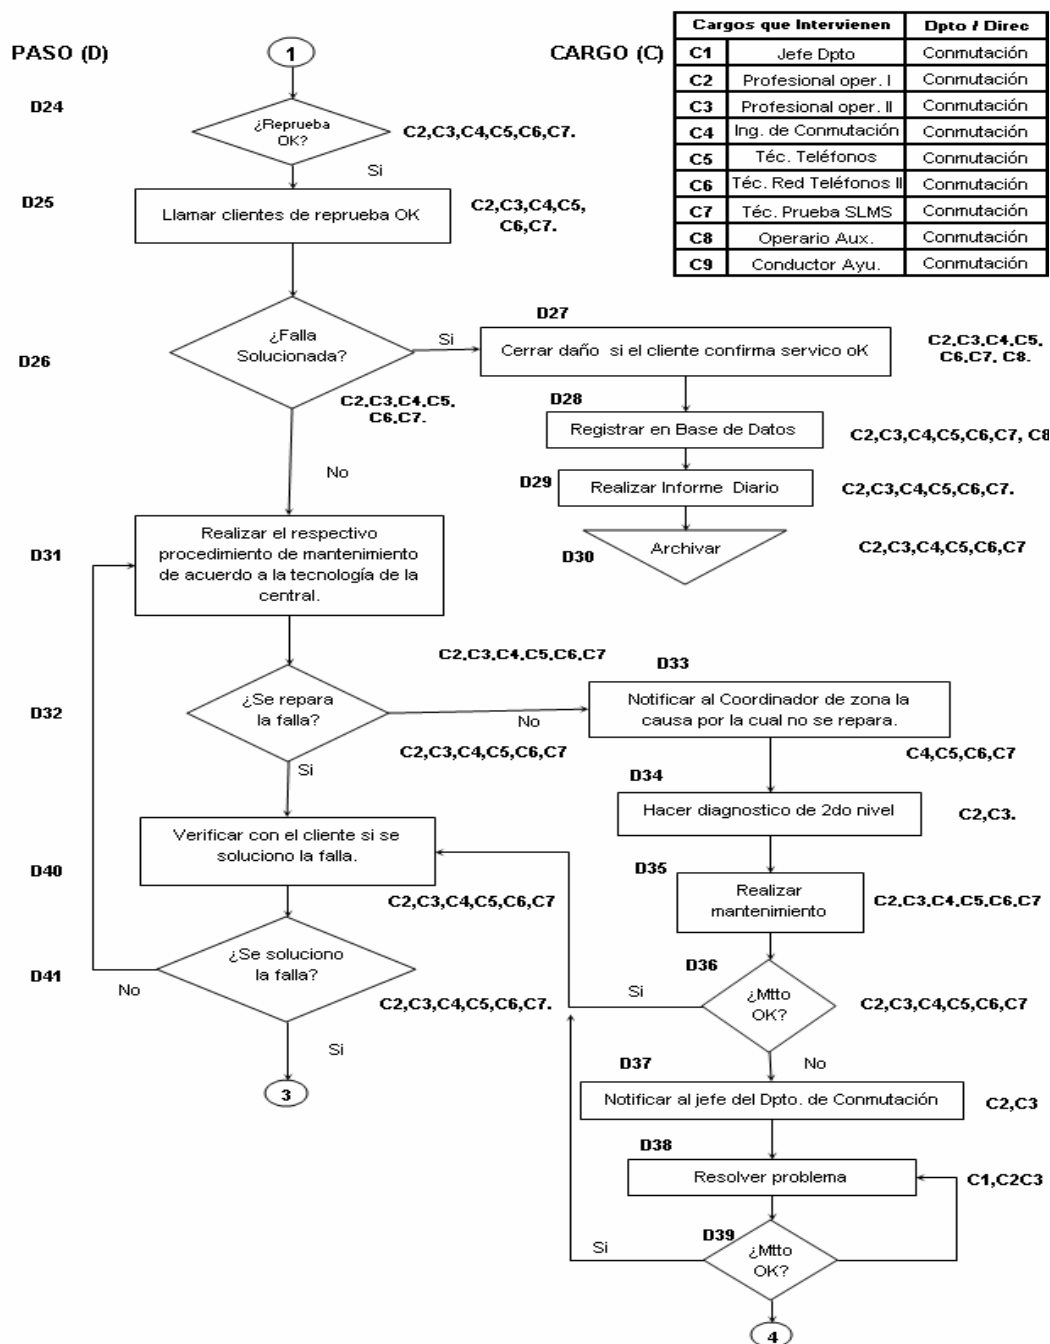 PASO (D)
1
CARGO (C)
Cargos que Intervienen Dpto / Direc
C1 Jefe Dpto Conmutación
C2 Profesional oper. I Conmutación
C3 Profesional oper. II Conmutación
C4 Ing. de Conmutación Conmutación
C5 Téc. Teléfonos Conmutación
C6 Téc. Red Teléfonos II Conmutación
C7 Téc. Prueba SLMS Conmutación
C8 Operario Aux. Conmutación
C9 Conductor Ayu. Conmutación
D24
¿Reprueba
OK?
C2,C3,C4,C5,C6,C7.
Si
D25
Llamar clientes de reprueba OK
C2,C3,C4,C5,
C6,C7.
D26
¿Falla
Solucionada?
Si
C2,C3,C4,C5,
C6,C7.
No
D27
Cerrar daño si el cliente confirma servico oK
C2,C3,C4,C5,
C6,C7, C8.
D28
Registrar en Base de Datos
C2,C3,C4,C5,C6,C7, C8
D29
Realizar Informe Diario
C2,C3,C4,C5,C6,C7.
D30
Archivar
C2,C3,C4,C5,C6,C7
D31
Realizar el respectivo
procedimiento de mantenimiento
de acuerdo a la tecnología de la
central.
C2,C3,C4,C5,C6,C7
D32
¿Se repara
la falla?
No
C2,C3,C4,C5,C6,C7
Si
D33
Notificar al Coordinador de zona la
causa por la cual no se repara.
C4,C5,C6,C7
D34
Hacer diagnostico de 2do nivel
C2,C3.
D35
Realizar
mantenimiento
C2,C3,C4,C5,C6,C7
D36
¿Mtto
OK?
Si
C2,C3,C4,C5,C6,C7
No
D37
Notificar al jefe del Dpto. de Conmutación
C2,C3
D38
Resolver problema
C1,C2C3
D39
¿Mtto
OK?
Si
4
D40
Verificar con el cliente si se
soluciono la falla.
C2,C3,C4,C5,C6,C7
D41
¿Se soluciono
la falla?
No
C2,C3,C4,C5,C6,C7.
Si
3